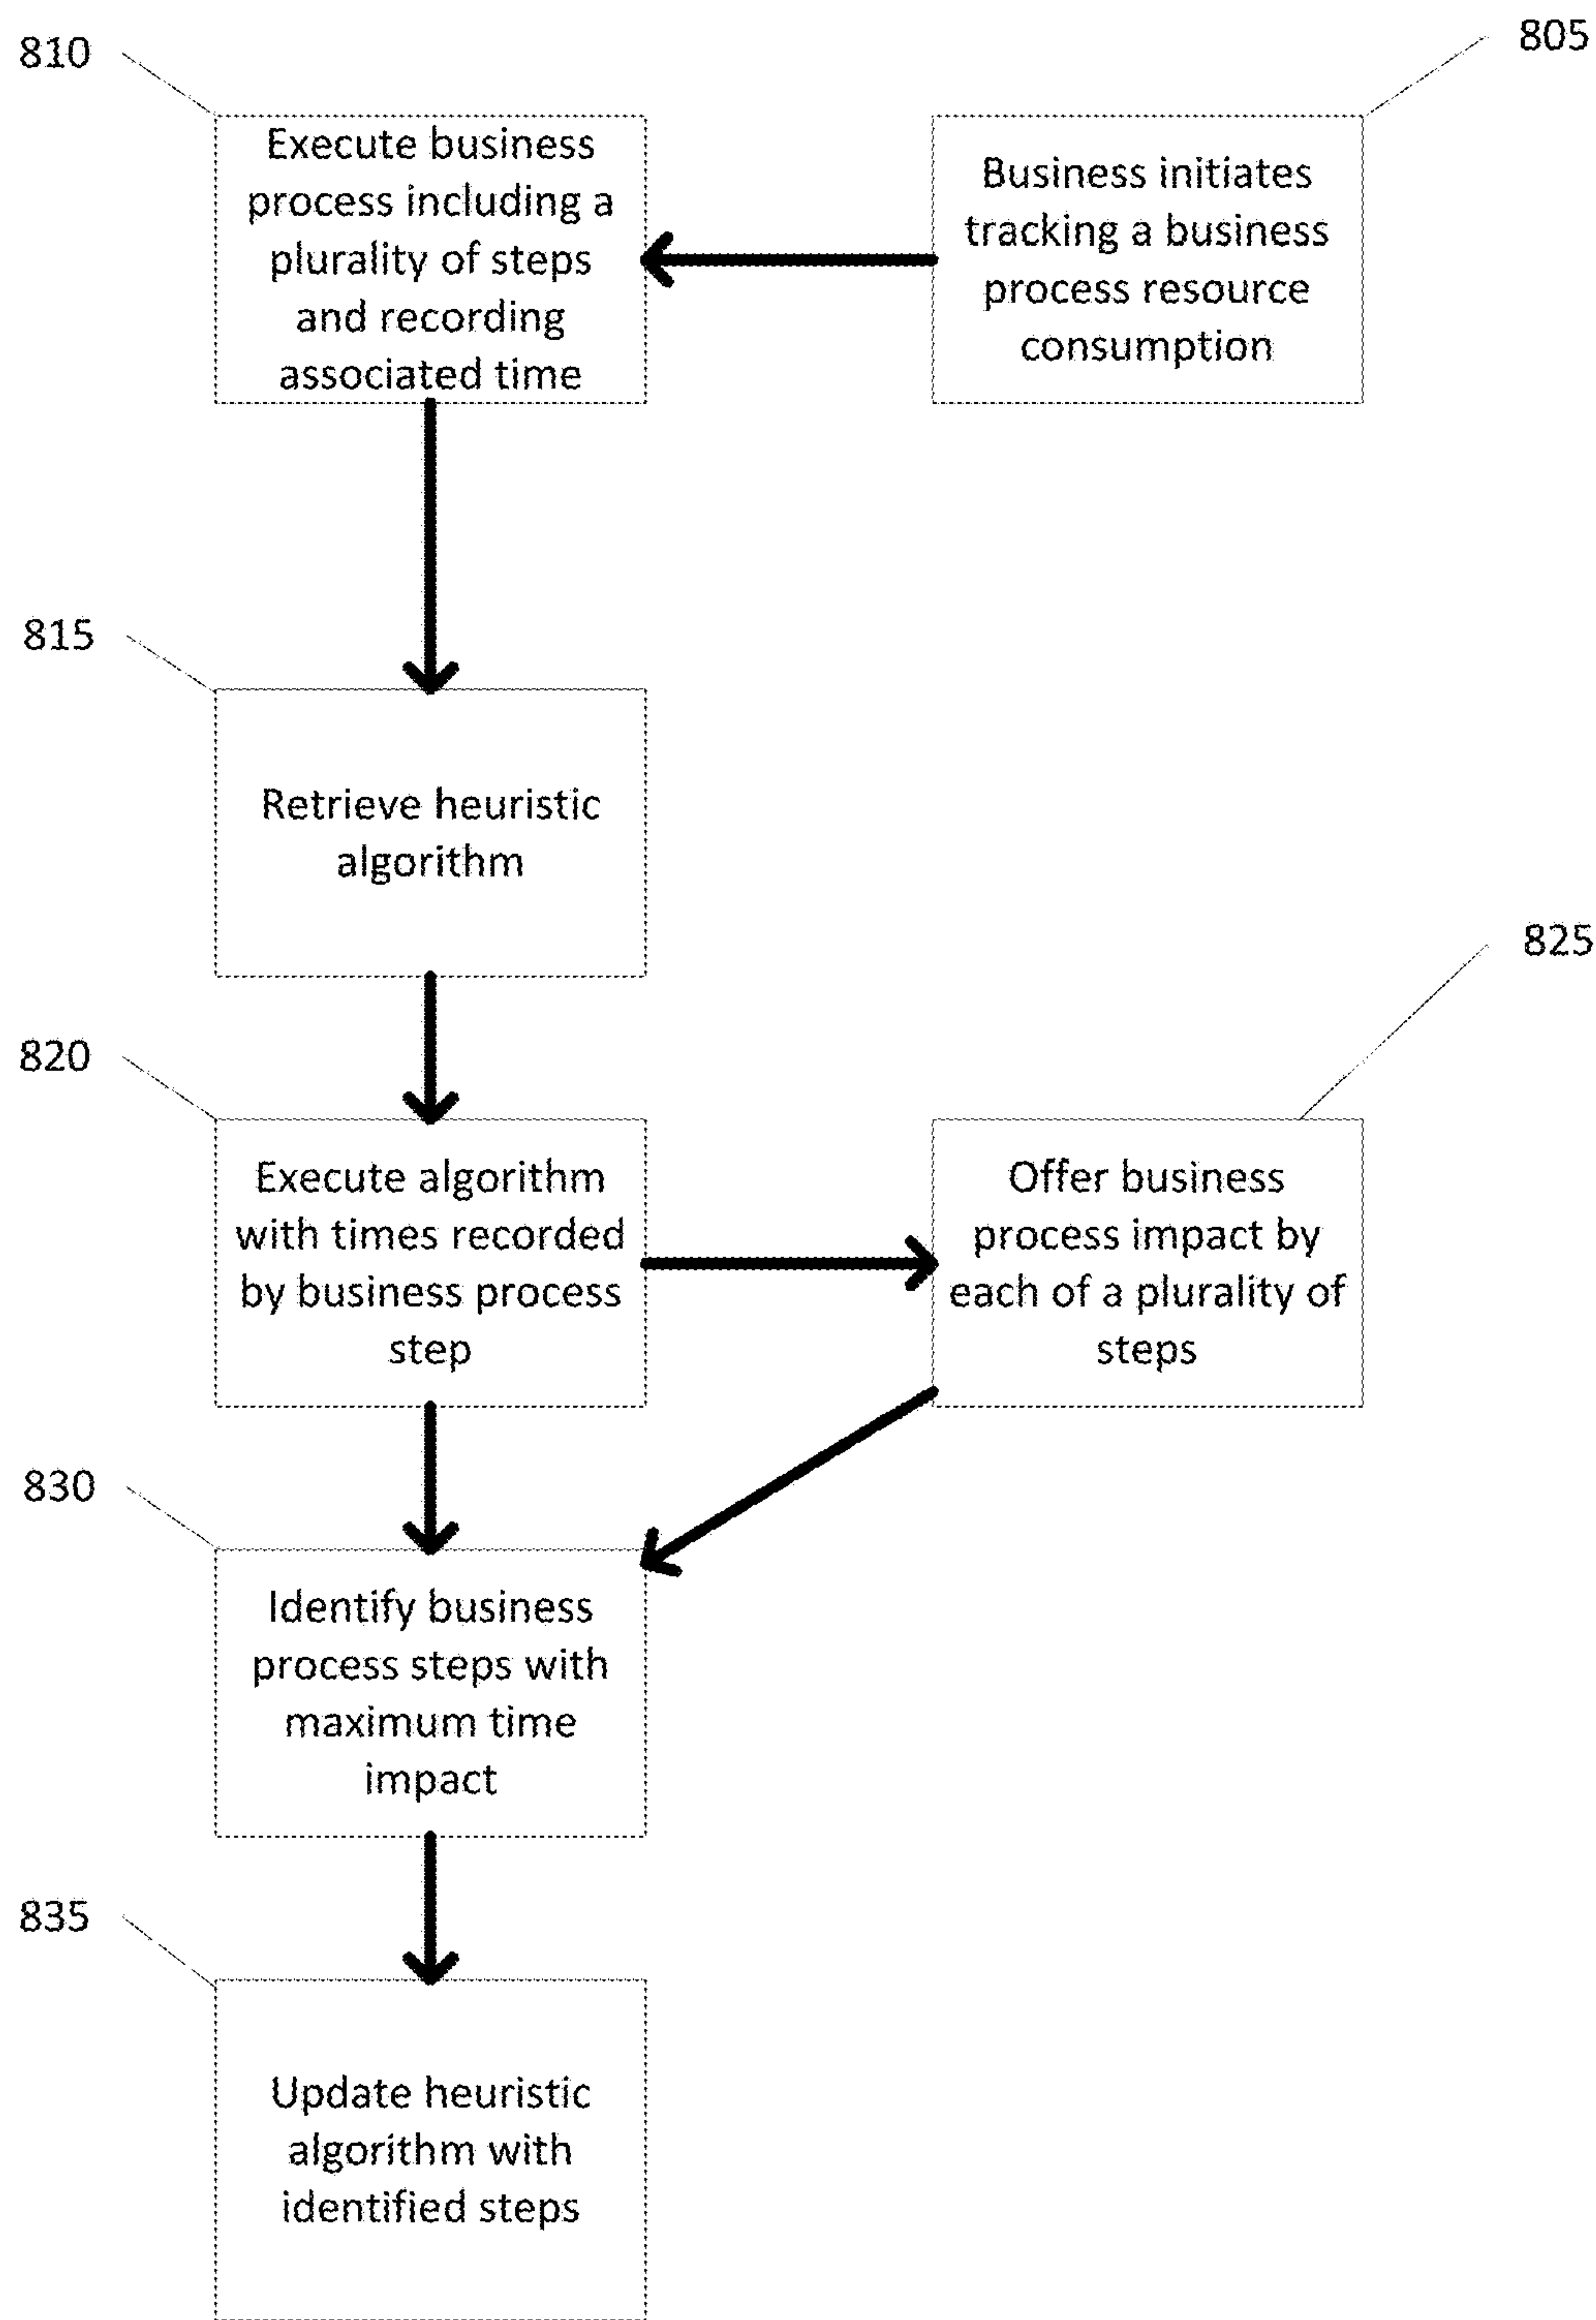 805
810
Execute business
process including a
plurality of steps
and recording
associated time
Business initiates
tracking a business
process resource
consumption
815
Retrieve heuristic
algorithm
825
820
Execute algorithm
with times recorded
by business process
step
Offer business
process impact by
each of a plurality of
steps
830
Identify business
process steps with
maximum time
impact
835
Update heuristic
algorithm with
identified steps